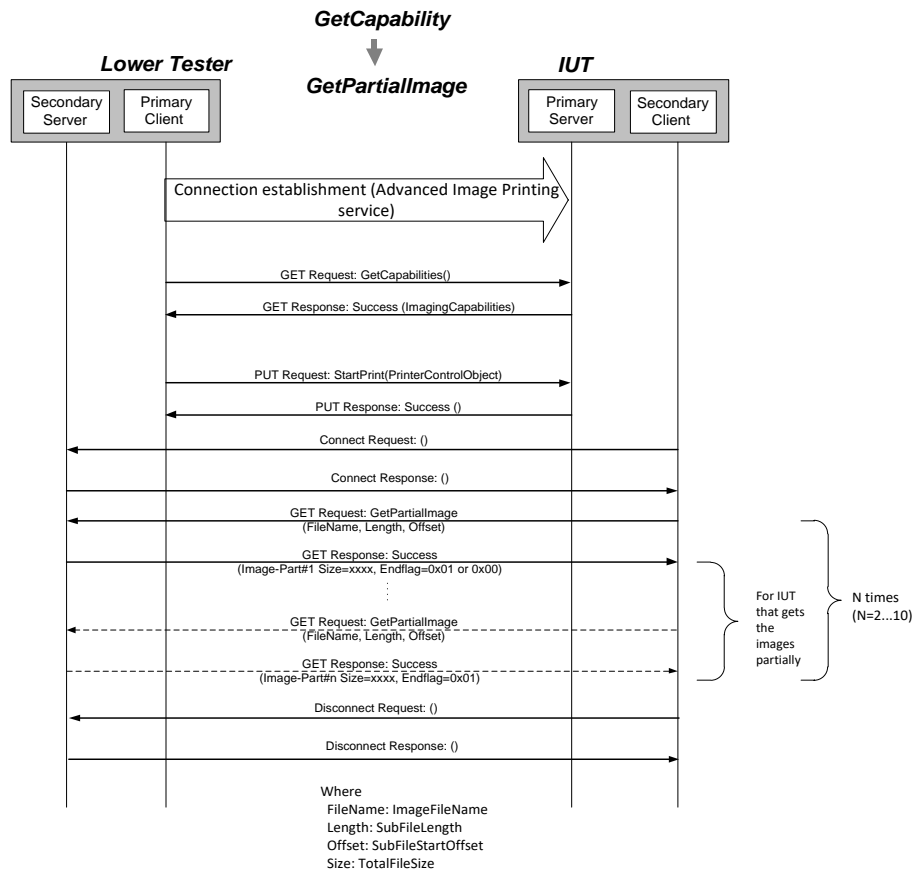 GetCapability
GetPartialImage
Lower Tester
IUT
Secondary
Server
Primary
Client
Primary
Server
Secondary
Client
Connection establishment (Advanced Image Printing
service)
GET Request: GetCapabilities()
GET Response: Success (ImagingCapabilities)
PUT Request: StartPrint(PrinterControlObject)
PUT Response: Success ()
Connect Request: ()
Connect Response: ()
GET Request: GetPartialImage
(FileName, Length, Offset)
GET Response: Success
(Image-Part#1 Size=xxxx, Endflag=0x01 or 0x00)
GET Request: GetPartialImage
(FileName, Length, Offset)
GET Response: Success
(Image-Part#n Size=xxxx, Endflag=0x01)
For IUT
that gets
the
images
partially
N times
(N=2...10)
Disconnect Request: ()
Disconnect Response: ()
Where
FileName: ImageFileName
Length: SubFileLength
Offset: SubFileStartOffset
Size: TotalFileSize